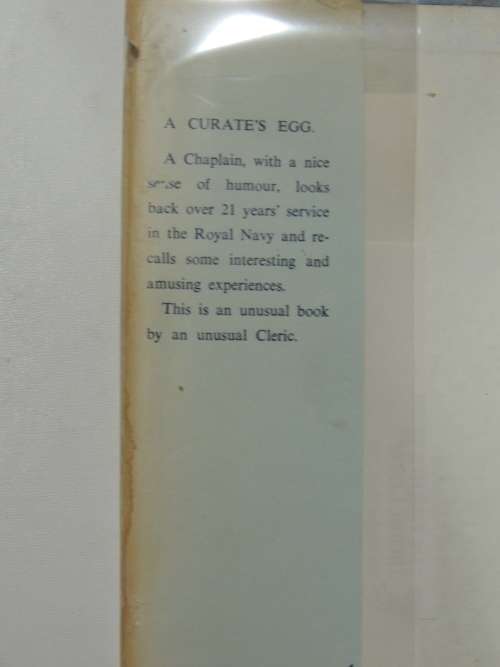 A CURATE'S EGG.
A Chaplain, with a nice
sense of humour, looks
back over 21 years' service
in the Royal Navy and re-
calls some interesting and
amusing experiences.
This is an unusual book
by an unusual Cleric.